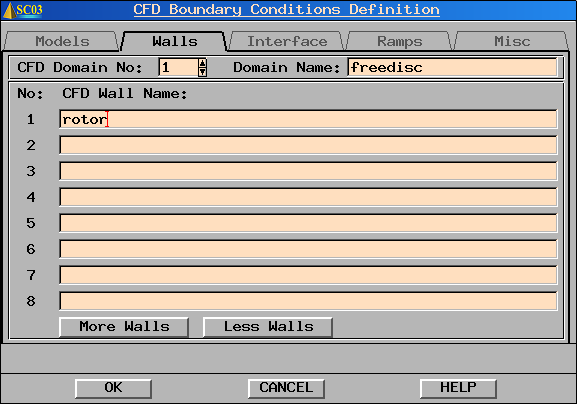 SC03 CFD Boundary Conditions Definition
Models Walls Interface Ramps Misc
CFD Domain No: 1 Domain Name: freedisc
No: CFD Wall Name:
1 rotor
2
3
4
5
6
7
8
More Walls Less Walls
OK CANCEL HELP